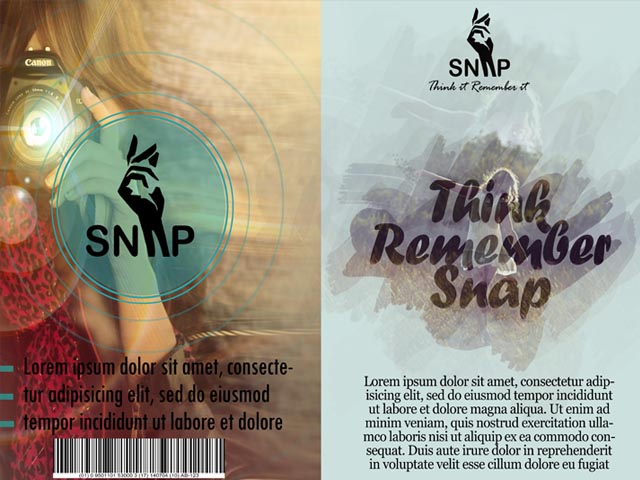 Canon
SNAP
Lorem ipsum dolor sit amet, consecte-
tur adipisicing elit, sed do eiusmod
tempor incididunt ut labore et dolore
SNAP
Think it Remember it
Think
Remember
Snap
Lorem ipsum dolor sit amet, consectetur adip-
isicing elit, sed do eiusmod tempor incididunt
ut labore et dolore magna aliqua. Ut enim ad
minim veniam, quis nostrud exercitation ulla-
mco laboris nisi ut aliquip ex ea commodo con-
sequat. Duis aute irure dolor in reprehenderit
in voluptate velit esse cillum dolore eu fugiat